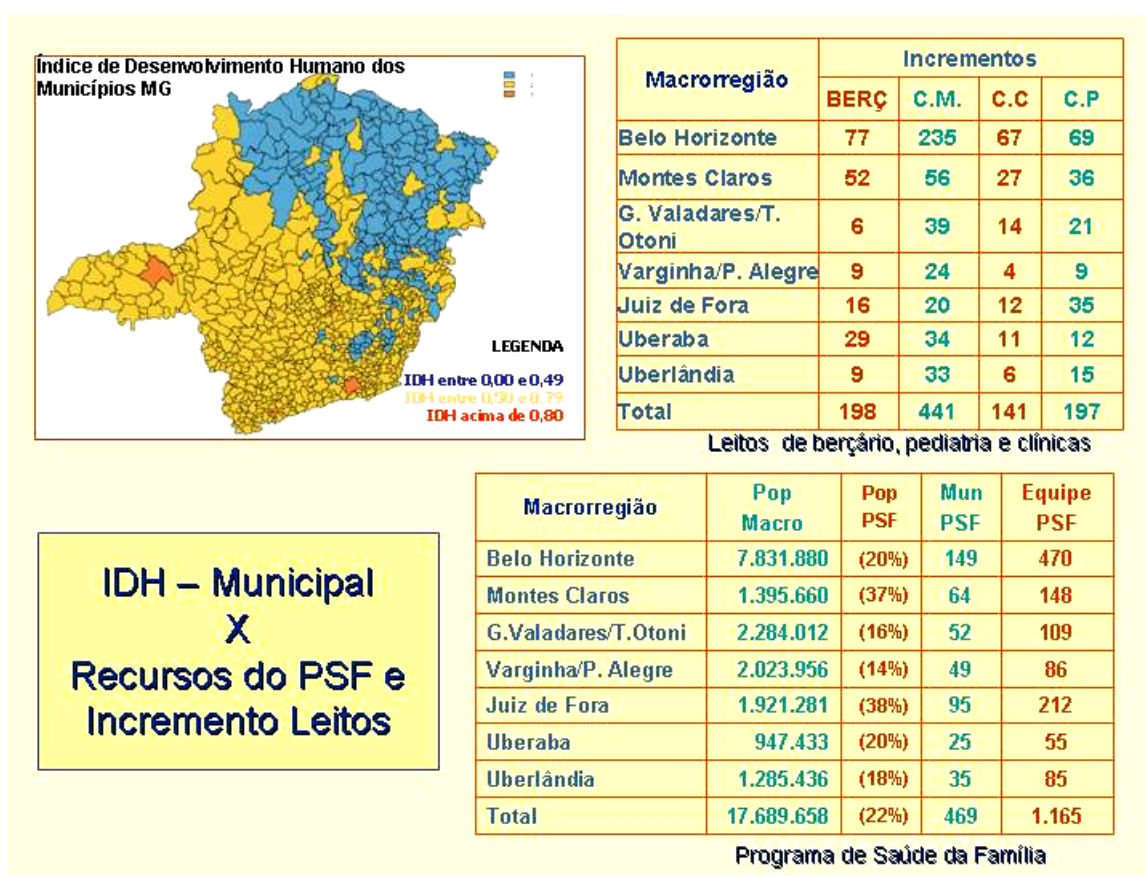 Índice de Desenvolvimento Humano dos
Municípios MG
LEGENDA
IDH entre 0,00 e 0,49
IDH entre 0,50 e 0,79
IDH acima de 0,80
Macrorregião Incrementos
BERÇ C.M. C.C C.P
Belo Horizonte 77 235 67 69
Montes Claros 52 56 27 36
G. Valadares/T.
Otoni 6 39 14 21
Varginha/P. Alegre 9 24 4 9
Juiz de Fora 16 20 12 35
Uberaba 29 34 11 12
Uberlândia 9 33 6 15
Total 198 441 141 197
Leitos de berçário, pediatria e clínicas
IDH – Municipal
X
Recursos do PSF e
Incremento Leitos
Macrorregião Pop Pop Mun Equipe
Macro PSF PSF PSF
Belo Horizonte 7.831.880 (20%) 149 470
Montes Claros 1.395.660 (37%) 64 148
G.Valadares/T.Otoni 2.284.012 (16%) 52 109
Varginha/P. Alegre 2.023.956 (14%) 49 86
Juiz de Fora 1.921.281 (38%) 95 212
Uberaba 947.433 (20%) 25 55
Uberlândia 1.285.436 (18%) 35 85
Total 17.689.658 (22%) 469 1.165
Programa de Saúde da Família